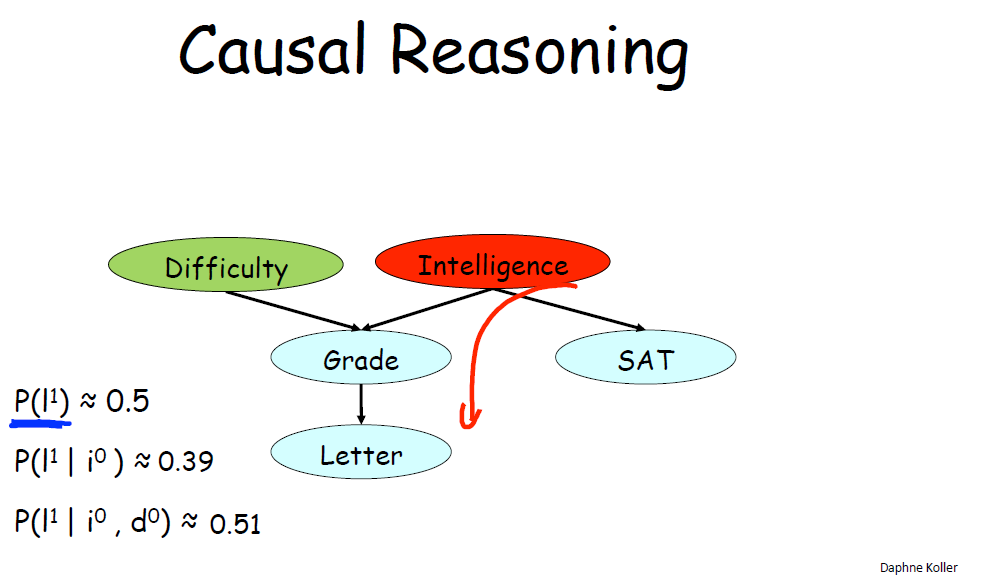 Causal Reasoning
Difficulty
Intelligence
Grade
SAT
P(l¹) ≈ 0.5
Letter
P(l¹ | i⁰ ) ≈ 0.39
P(l¹ | i⁰ , d⁰) ≈ 0.51
Daphne Koller